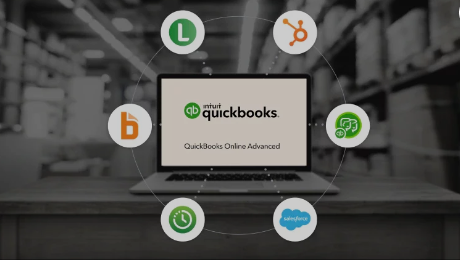 L
intuit
quickbooks.
QuickBooks Online Advanced
b
salesforce